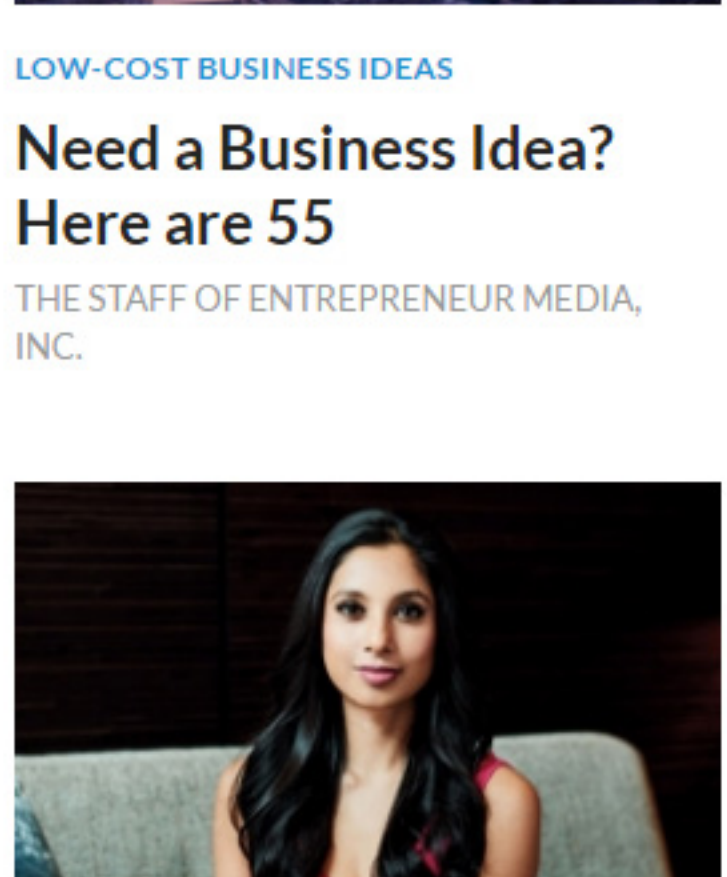 LOW-COST BUSINESS IDEAS
Need a Business Idea?
Here are 55
THE STAFF OF ENTREPRENEUR MEDIA,
INC.